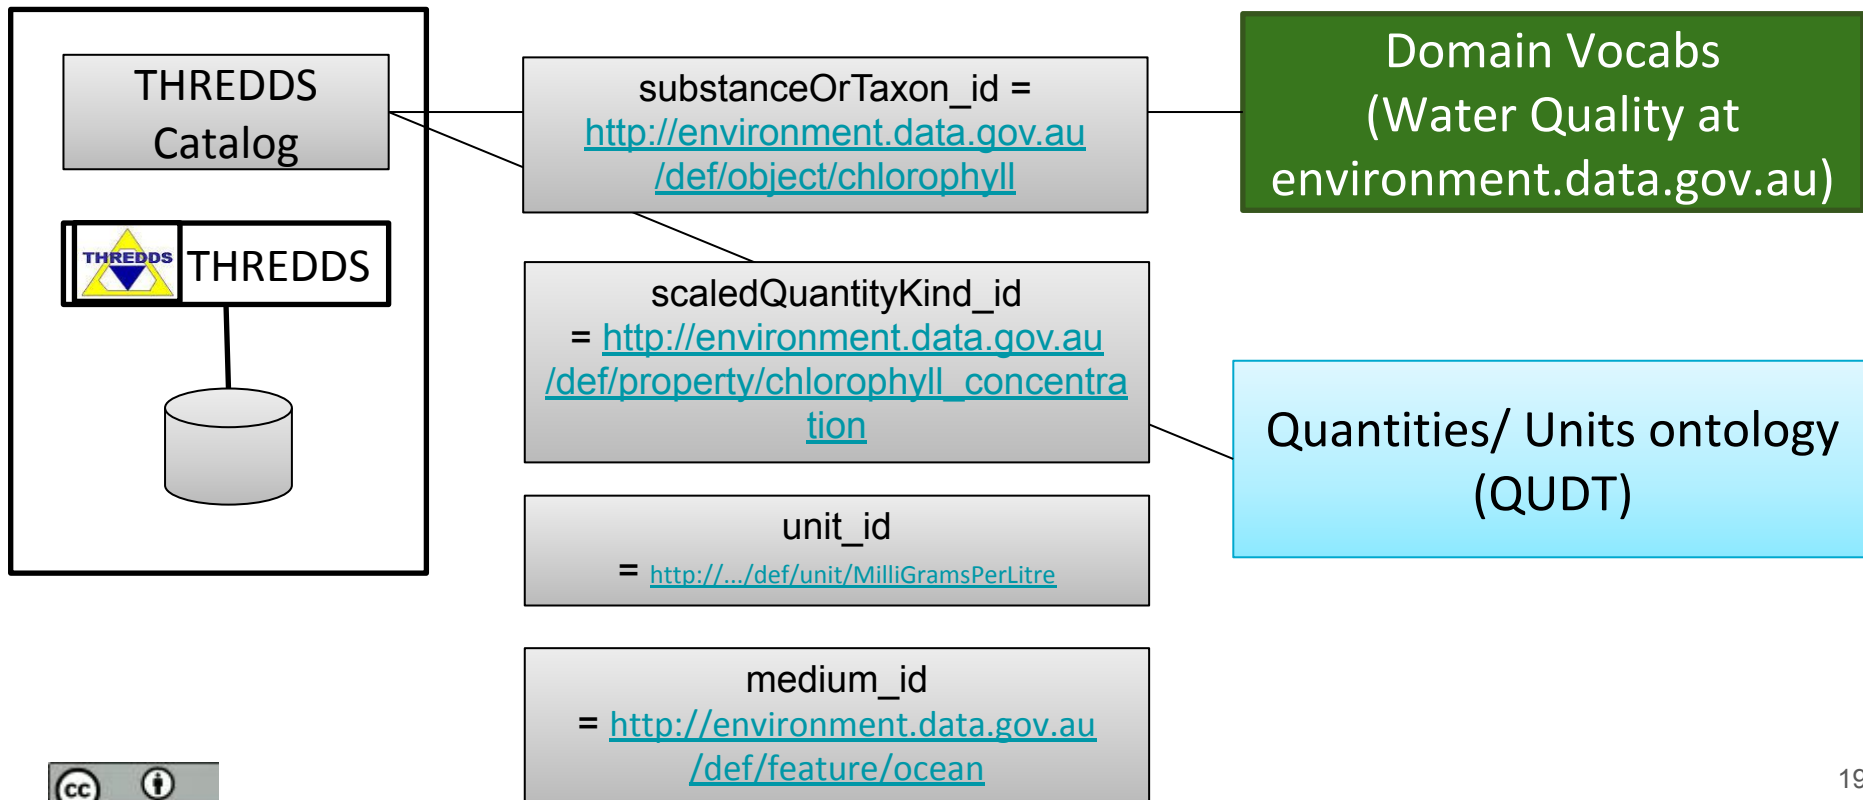 THREDDS
Catalog
THREDDS
THREDDS
substanceOrTaxon_id =
http://environment.data.gov.au
/def/object/chlorophyll
scaledQuantityKind_id
= http://environment.data.gov.au
/def/property/chlorophyll_concentra
tion
unit_id
= http://.../def/unit/MilliGramsPerLitre
medium_id
= http://environment.data.gov.au
/def/feature/ocean
Domain Vocabs
(Water Quality at
environment.data.gov.au)
Quantities/ Units ontology
(QUDT)
cc
19